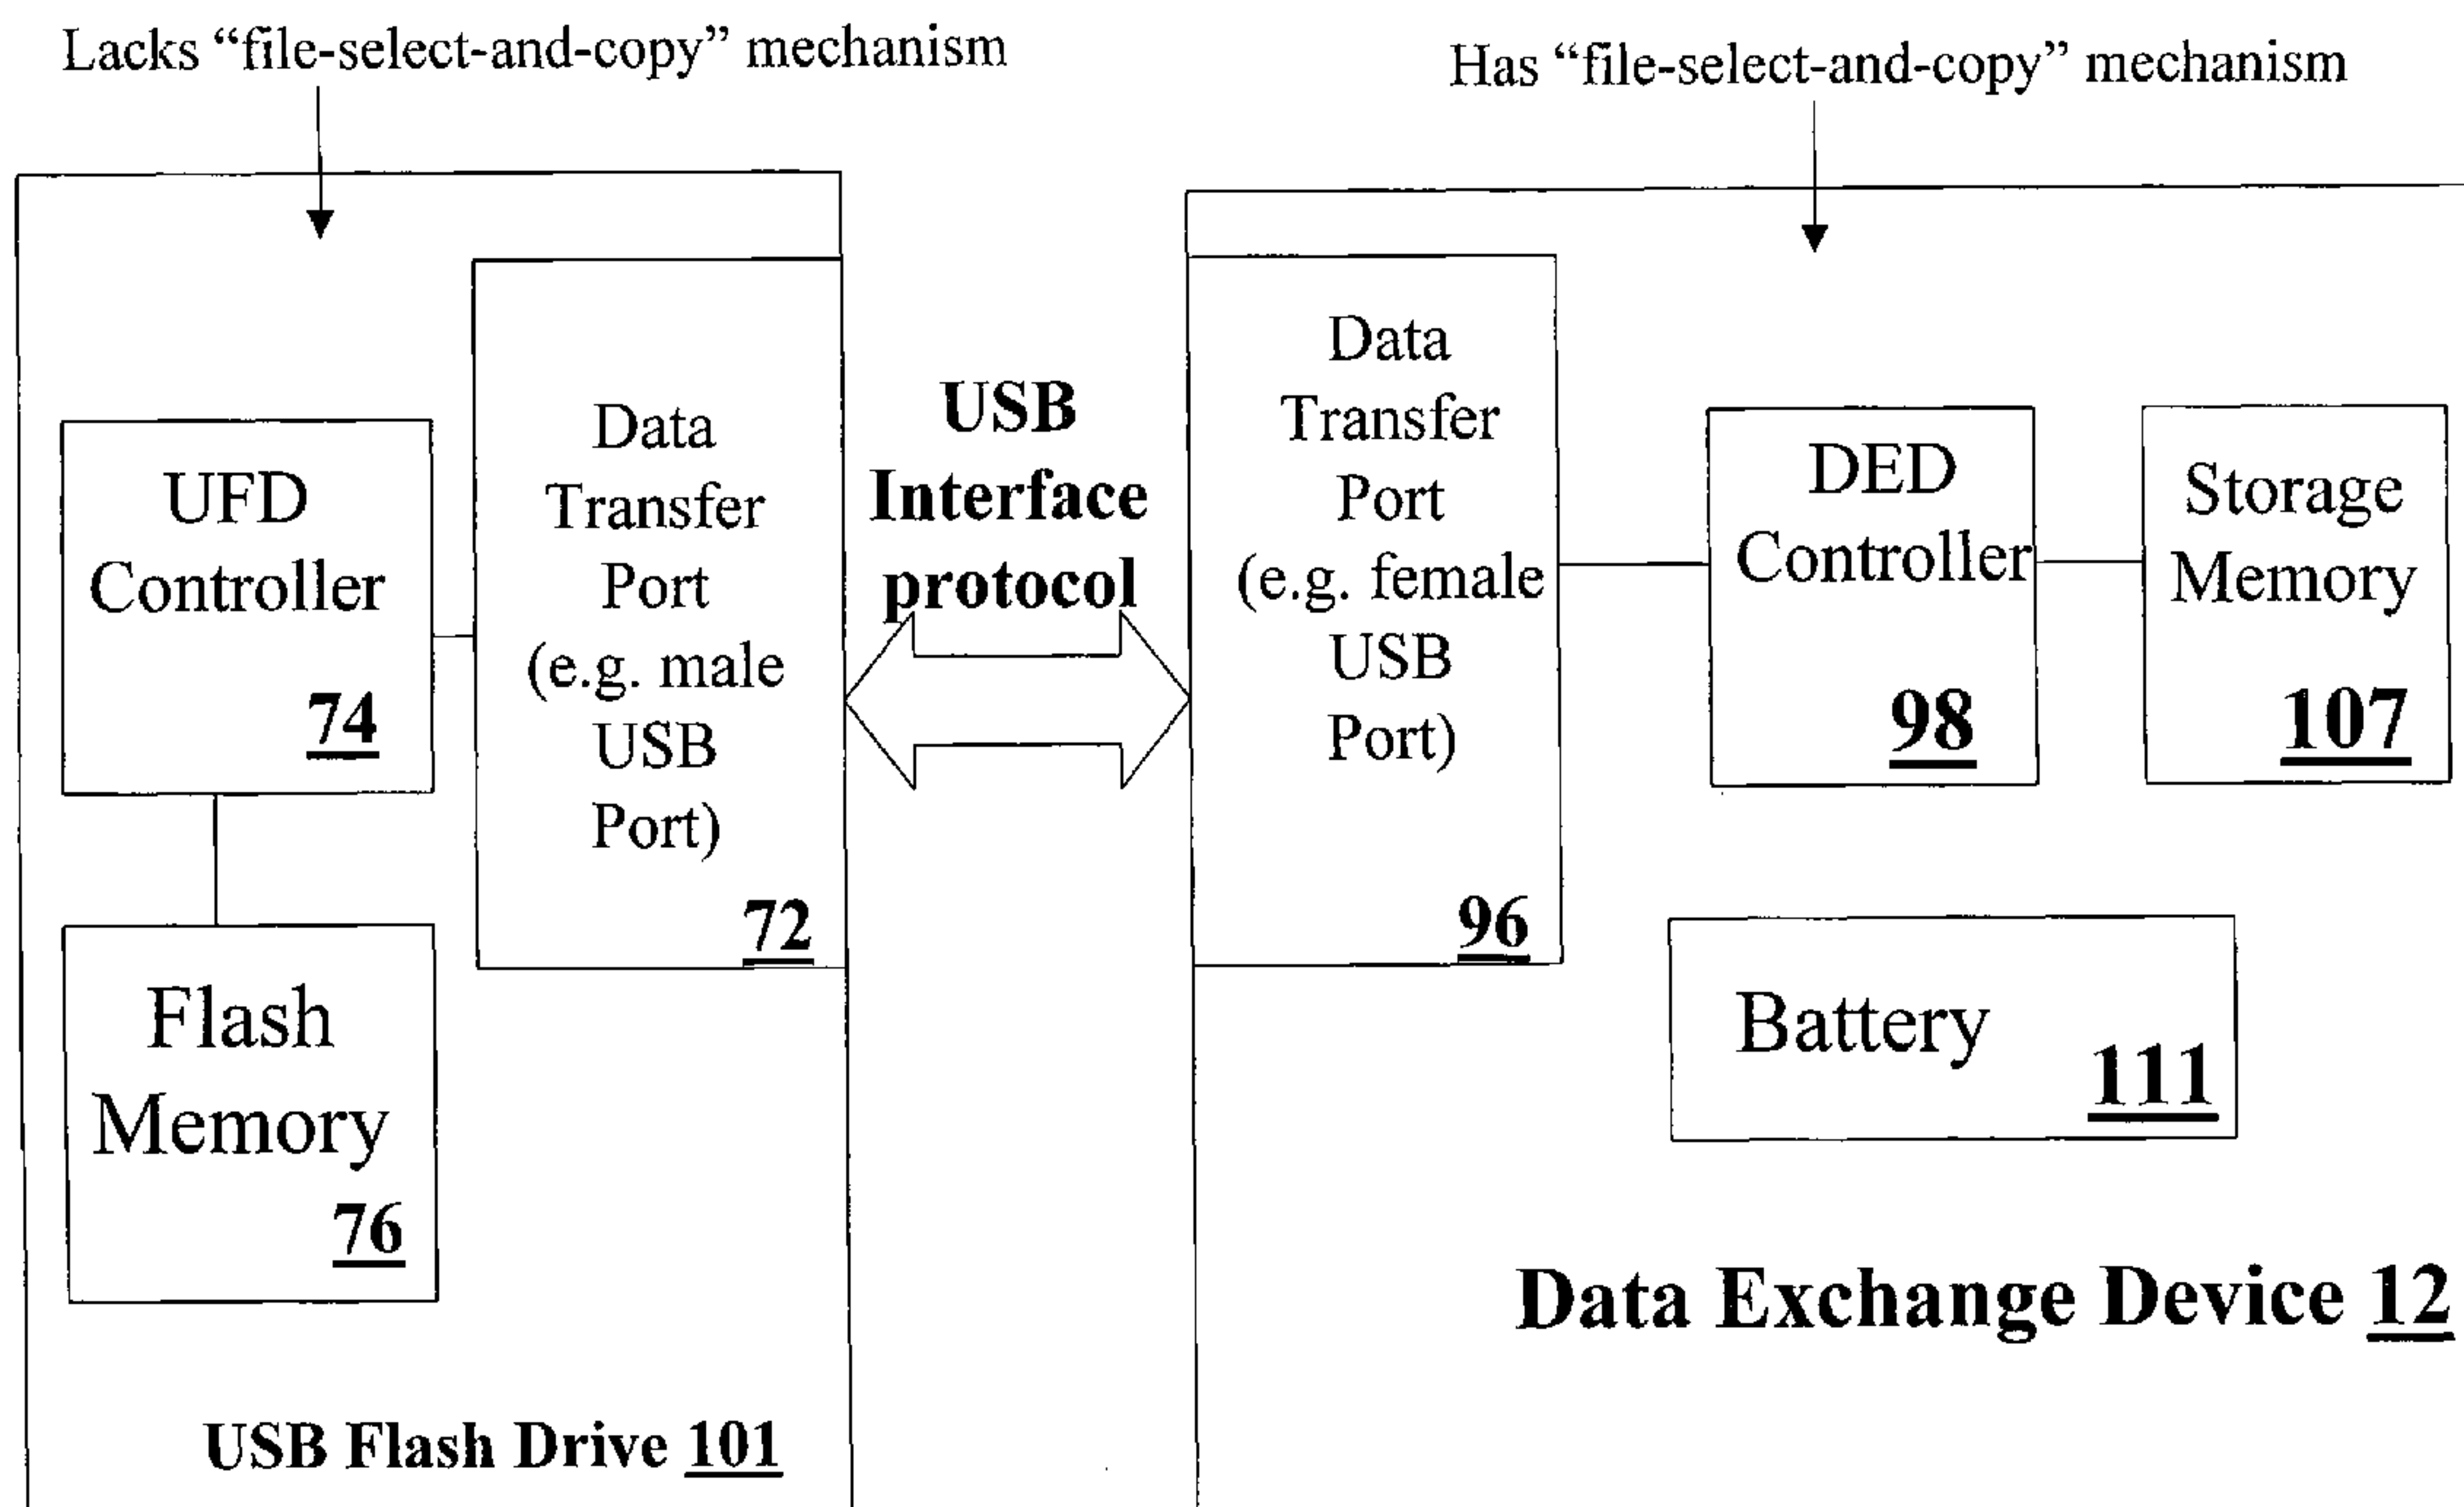 Lacks “file-select-and-copy” mechanism
Has “file-select-and-copy” mechanism
UFD
Controller
74
Data
Transfer
Port
(e.g. male
USB
Port)
72
Flash
Memory
76
USB Flash Drive 101
USB
Interface
protocol
Data
Transfer
Port
(e.g. female
USB
Port)
96
DED
Controller
98
Storage
Memory
107
Battery
111
Data Exchange Device 12